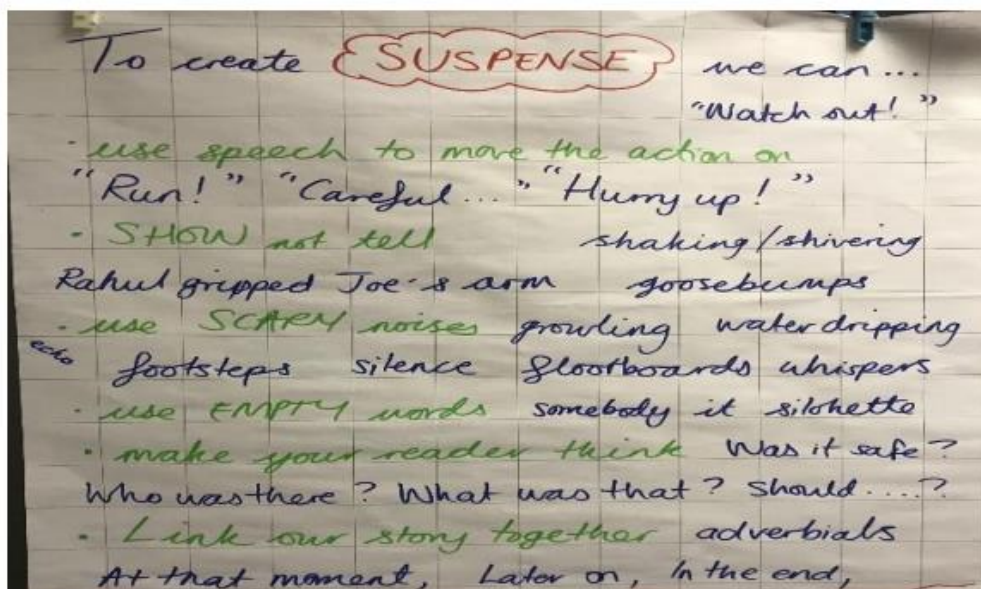 To create SUSPENSE we can...
"Watch out!"
· use speech to move the action on
"Run!" "Careful..." "Hurry up!"
· SHOW not tell shaking/shivering
Rahul gripped Joe's arm goosebumps
· use SCARY noises growling water dripping
echo footsteps silence floorboards whispers
· use EMPTY words somebody it silohette
· make your reader think Was it safe?
Who was there? What was that? Should....?
· Link our story together adverbials
At that moment, Later on, In the end,